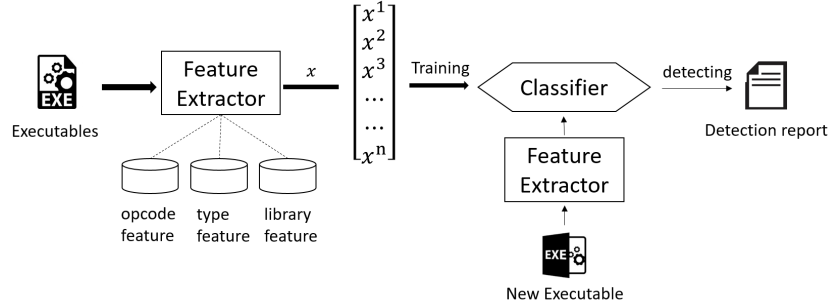 EXE
Executables
Feature
Extractor
x
opcode
feature
type
feature
library
feature
x¹
x²
x³
...
...
xⁿ
Training
Classifier
detecting
Detection report
Feature
Extractor
EXE
New Executable